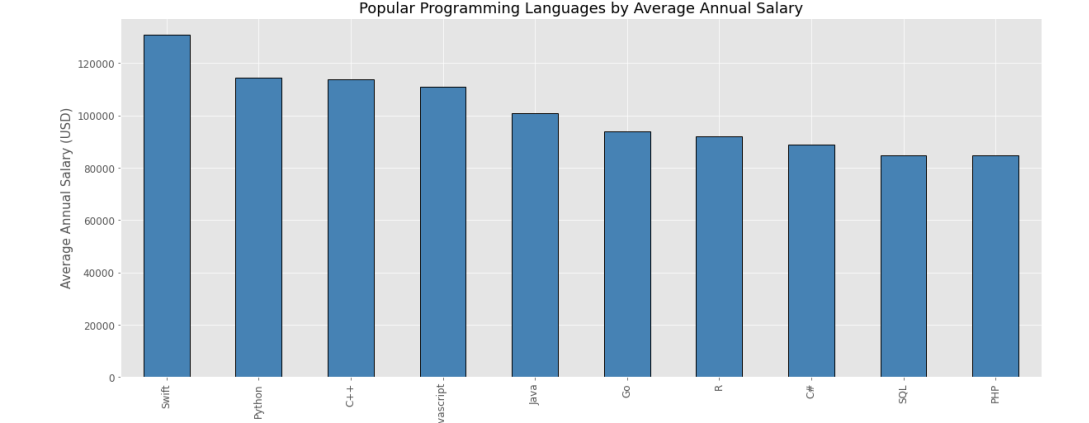 Popular Programming Languages by Average Annual Salary
Average Annual Salary (USD)
120000
100000
80000
60000
40000
20000
0
Swift
Python
C++
vascript
Java
Go
R
C#
SQL
PHP